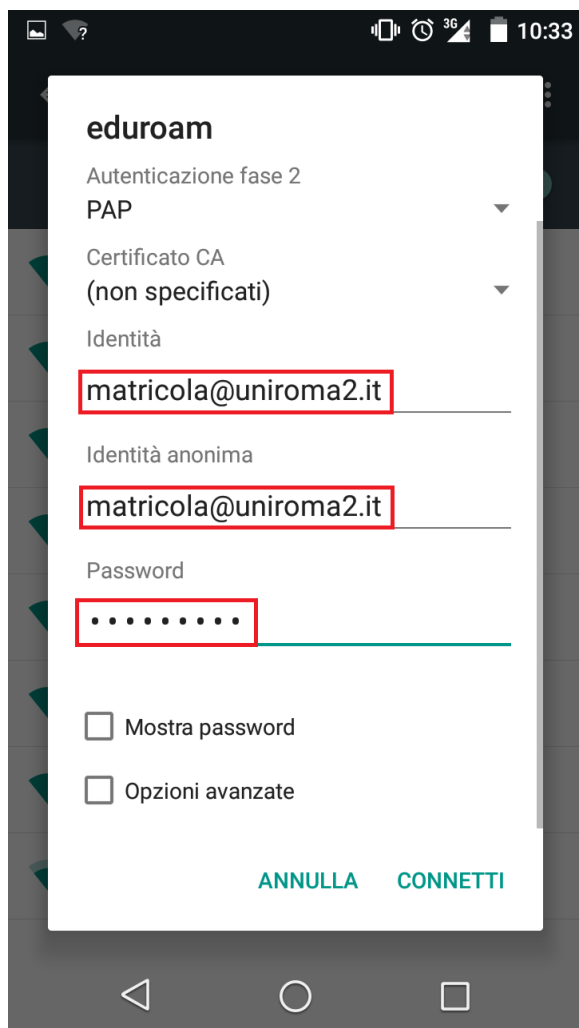 3G 10:33
eduroam
Autenticazione fase 2
PAP
Certificato CA
(non specificati)
Identità
matricola@uniroma2.it
Identità anonima
matricola@uniroma2.it
Password
•••••••••
Mostra password
Opzioni avanzate
ANNULLA CONNETTI